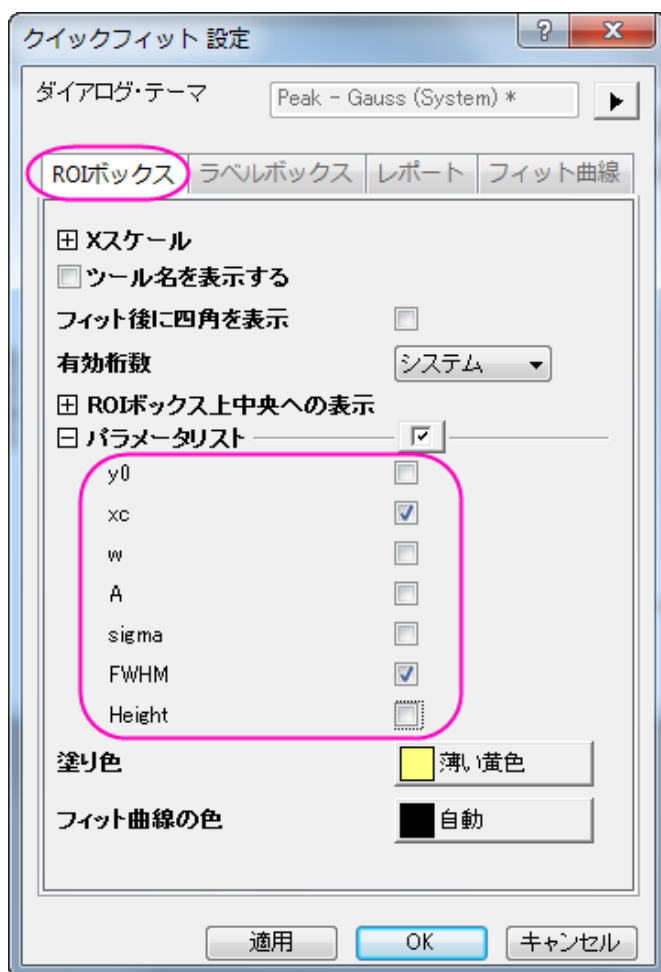 クイックフィット 設定
ダイアログ・テーマ Peak - Gauss (System) *
ROIボックス ラベルボックス レポート フィット曲線
Xスケール
ツール名を表示する
フィット後に四角を表示
有効桁数 システム
ROIボックス上中央への表示
パラメータリスト
y0
xc
w
A
sigma
FWHM
Height
塗り色 薄い黄色
フィット曲線の色 自動
適用 OK キャンセル